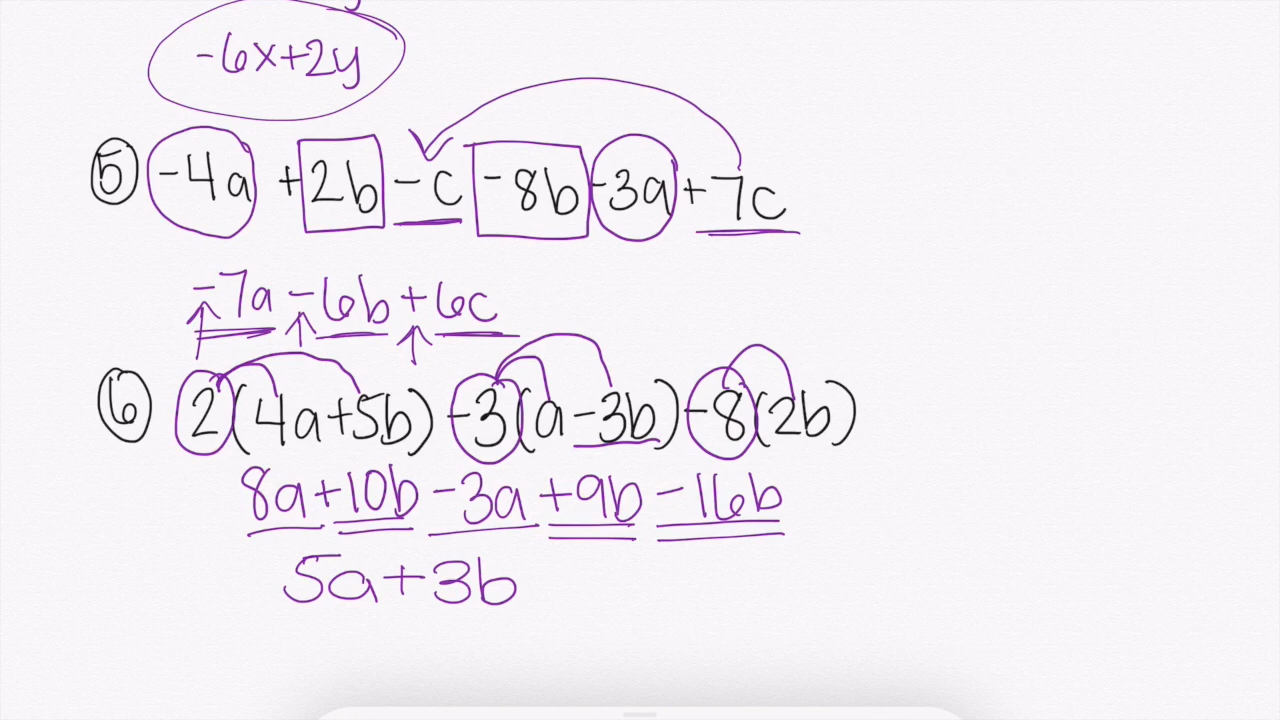 -6x+2y
⑤ -4a +2b -c -8b -3a +7c
-7a -6b +6c
⑥ 2(4a+5b) -3(a-3b) -8(2b)
8a+10b -3a +9b -16b
5a+3b